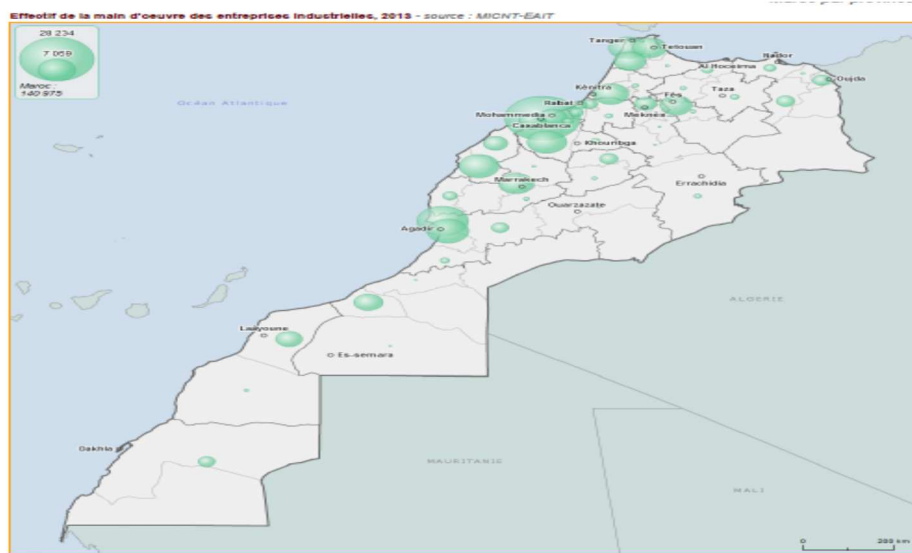 Effectif de la main d'oeuvre des entreprises industrielles, 2013 - source : MICNT-EAIT
28 234
7 059
Maroc :
140 975
Océan Atlantique
Tanger
Tetouan
Al Hoceima
Nador
Oujda
Kénitra
Rabat
Fès
Taza
Mohammedia
Meknès
Casablanca
Khouribga
Marrakech
Errachidia
Ouarzazate
Agadir
ALGERIE
Laayoune
Es-semara
Dakhla
MAURITANIE
MALI
0 200 km